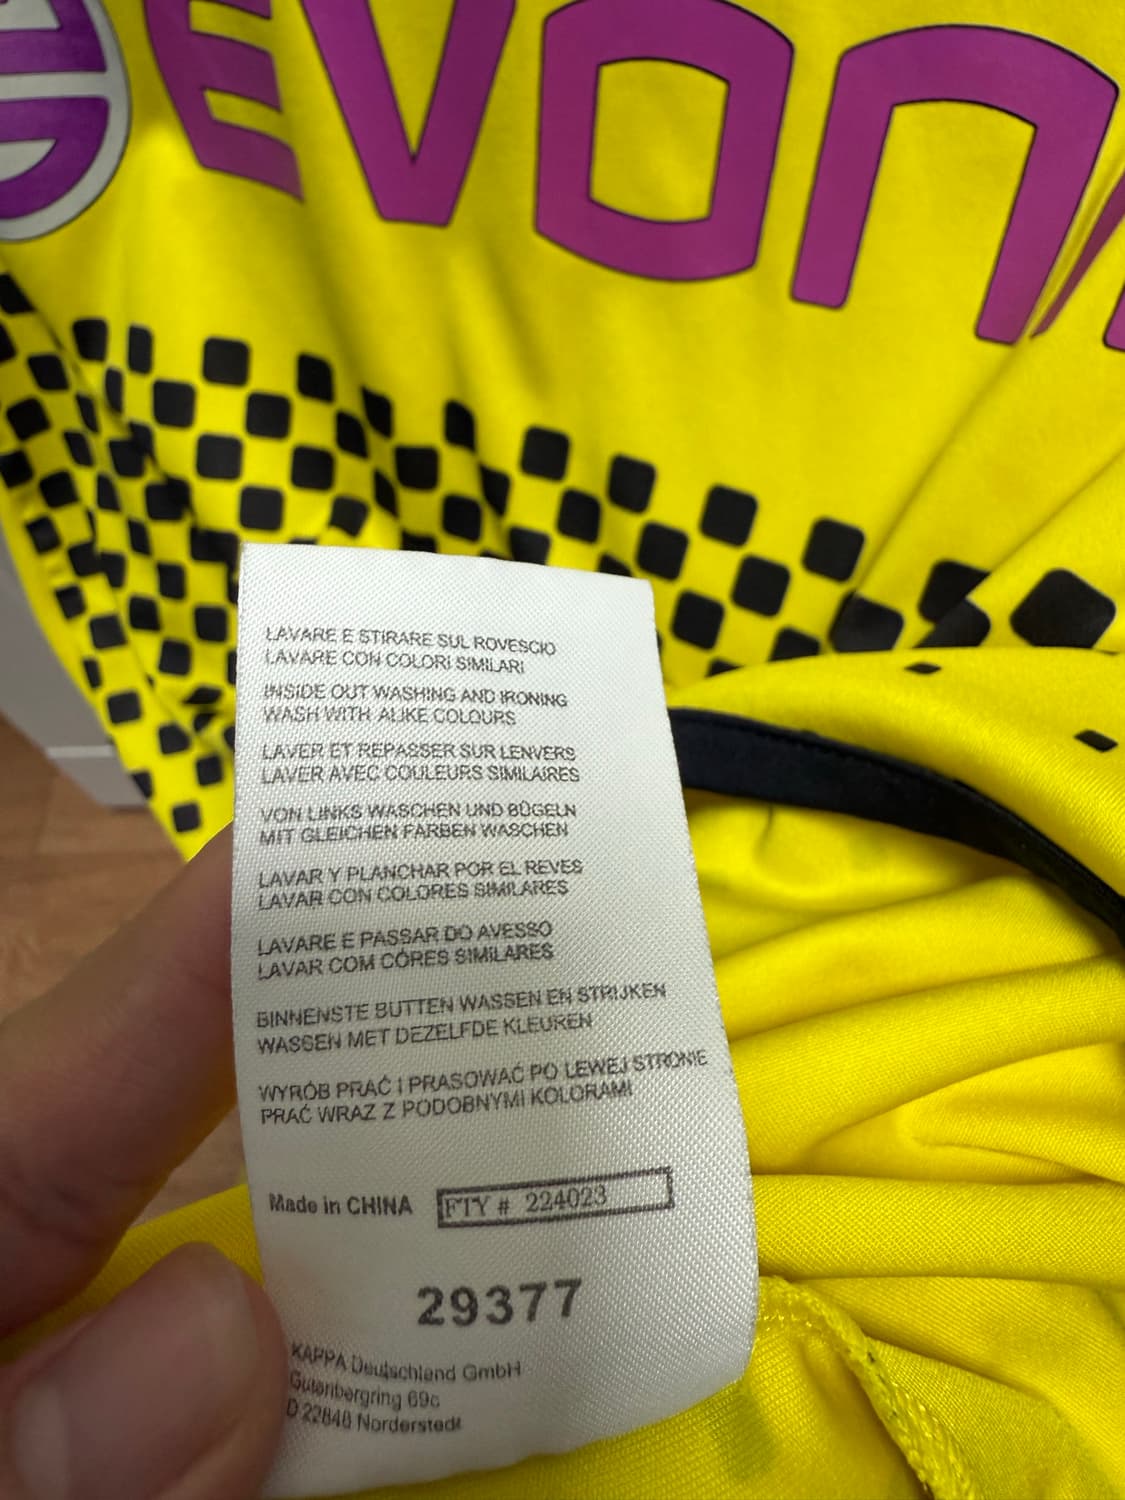 EVONI
LAVARE E STIRARE SUL ROVESCIO
LAVARE CON COLORI SIMILARI
INSIDE OUT WASHING AND IRONING
WASH WITH ALIKE COLOURS
LAVER ET REPASSER SUR LENVERS
LAVER AVEC COULEURS SIMILAIRES
VON LINKS WASCHEN UND BÜGELN
MIT GLEICHEN FARBEN WASCHEN
LAVAR Y PLANCHAR POR EL REVES
LAVAR CON COLORES SIMILARES
LAVARE E PASSAR DO AVESSO
LAVAR COM CÔRES SIMILARES
BINNENSTE BUTTEN WASSEN EN STRIJKEN
WASSEN MET DEZELFDE KLEUREN
WYRÓB PRAĆ I PRASOWAĆ PO LEWEJ STRONIE
PRAĆ WRAZ Z PODOBNYMI KOLORAMI
Made in CHINA FTY # 224023
29377
KAPPA Deutschland GmbH
Gutenbergring 69c
D 22848 Norderstedt